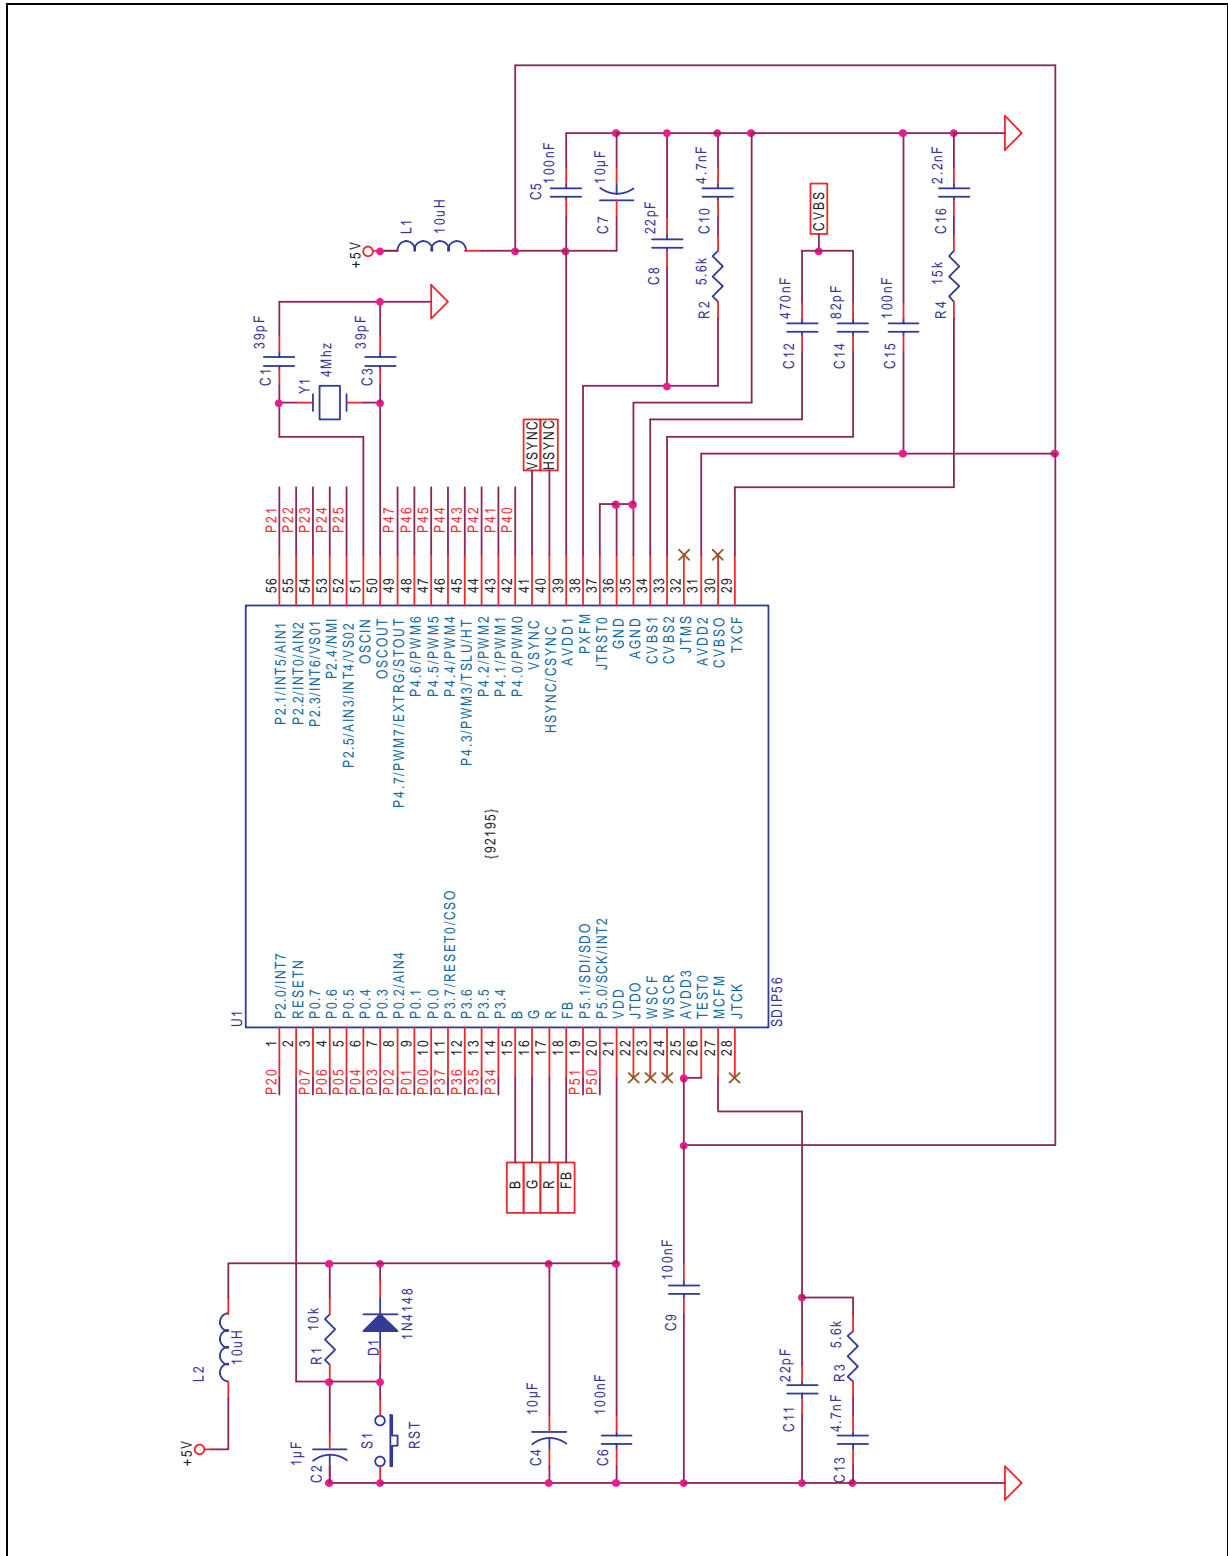 +5V
L1
10uH
C5
100nF
10µF
C7
22pF
C8
4.7nF
C10
5.6k
R2
CVBS
470nF
C12
82pF
C14
100nF
C15
2.2nF
C16
15k
R4
39pF
C1
Y1
4Mhz
39pF
C3
VSYNC
HSYNC
P21
P22
P23
P24
P25
P47
P46
P45
P44
P43
P42
P41
P40
56
55
54
53
52
51
50
49
48
47
46
45
44
43
42
41
40
39
38
37
36
35
34
33
32
31
30
29
P2.1/INT5/AIN1
P2.2/INT0/AIN2
P2.3/INT6/VS01
P2.4/NMI
P2.5/AIN3/INT4/VS02
OSCIN
OSCOUT
P4.7/PWM7/EXTRG/STOUT
P4.6/PWM6
P4.5/PWM5
P4.4/PWM4
P4.3/PWM3/TSLU/HT
P4.2/PWM2
P4.1/PWM1
P4.0/PWM0
VSYNC
HSYNC/CSYNC
AVDD1
PXFM
JTRST0
GND
AGND
CVBS1
CVBS2
JTMS
AVDD2
CVBSO
TXCF
{92195}
U1
SDIP56
P2.0/INT7
RESETN
P0.7
P0.6
P0.5
P0.4
P0.3
P0.2/AIN4
P0.1
P0.0
P3.7/RESET0/CSO
P3.6
P3.5
P3.4
B
G
R
FB
P5.1/SDI/SDO
P5.0/SCK/INT2
VDD
JTDO
WSCF
WSCR
AVDD3
TEST0
MCFM
JTCK
1
2
3
4
5
6
7
8
9
10
11
12
13
14
15
16
17
18
19
20
21
22
23
24
25
26
27
28
P20
P07
P06
P05
P04
P03
P02
P01
P00
P37
P36
P35
P34
P51
P50
B
G
R
FB
+5V
L2
10uH
R1
10k
D1
1N4148
1µF
C2
S1
RST
10µF
C4
100nF
C6
100nF
C9
22pF
C11
5.6k
R3
4.7nF
C13